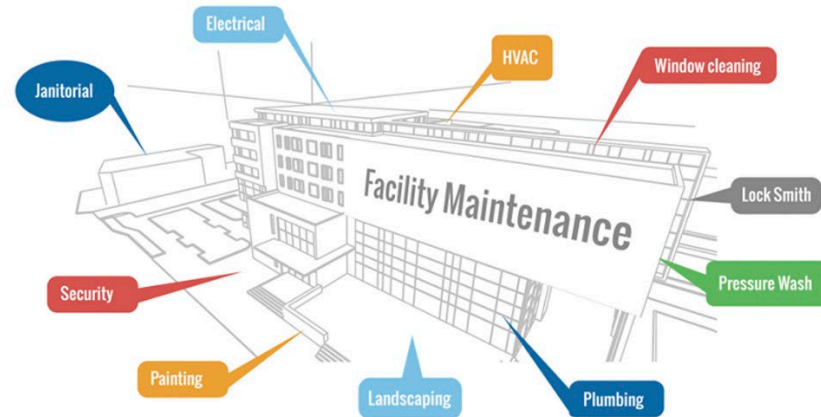 Electrical
HVAC
Window cleaning
Janitorial
Facility Maintenance
Lock Smith
Pressure Wash
Security
Painting
Landscaping
Plumbing